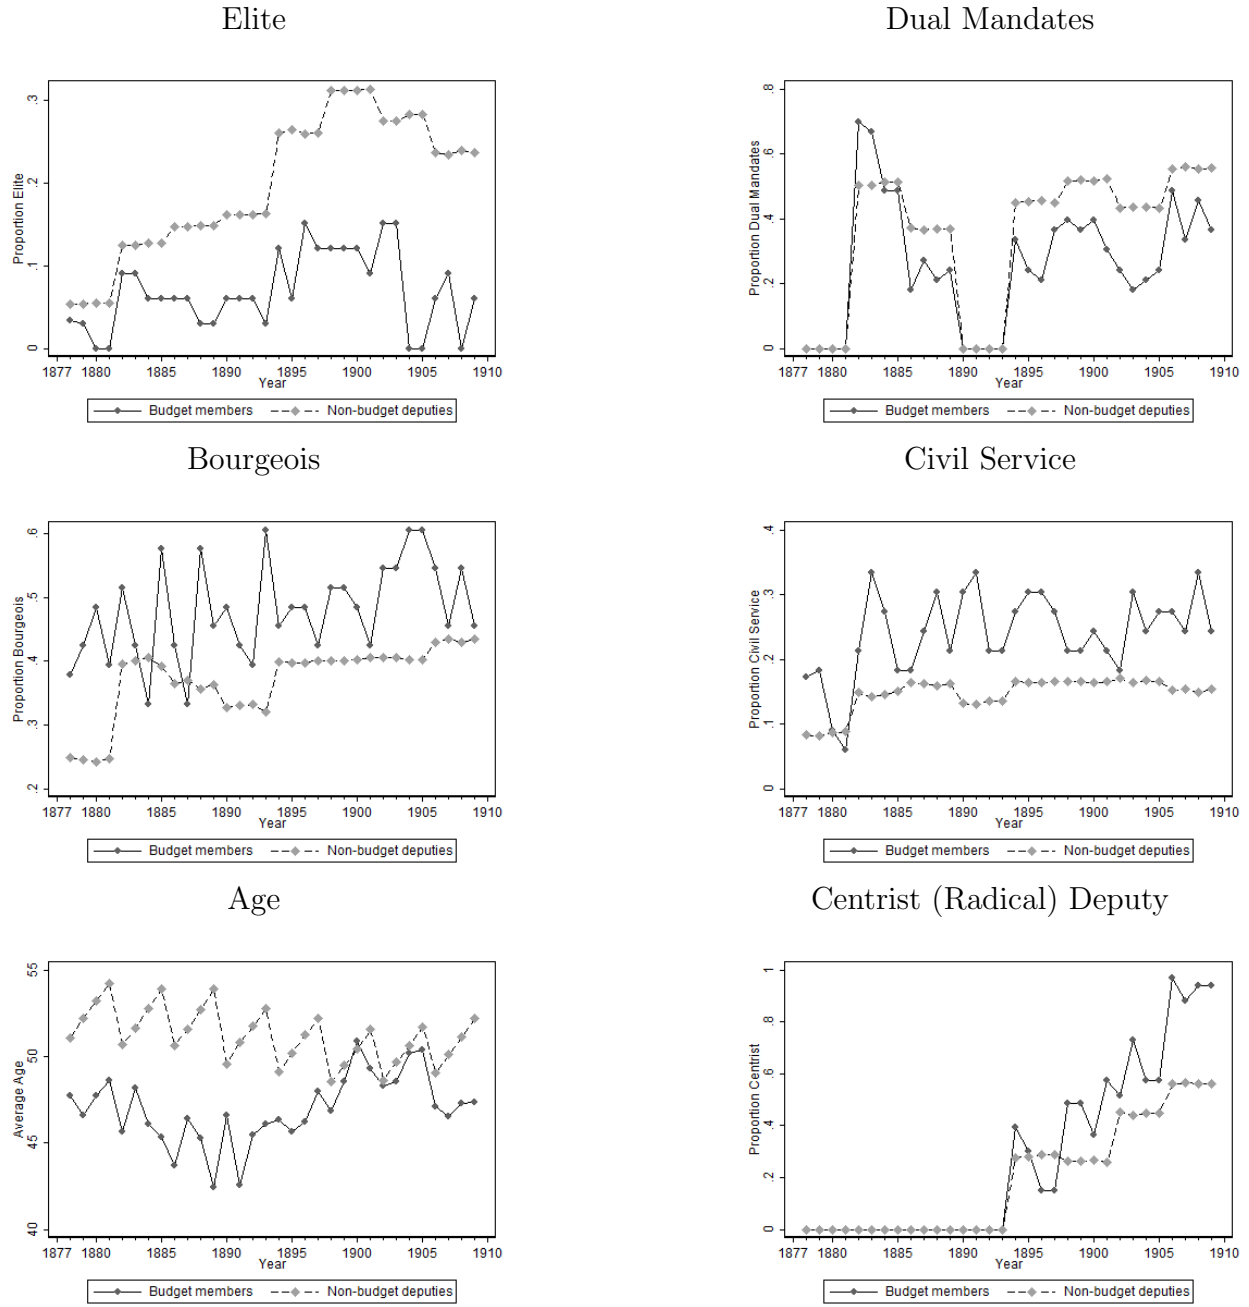 Elite
Proportion Elite
.3
.2
.1
0
1877 1880 1885 1890 1895 1900 1905 1910
Year
Budget members Non-budget deputies
Dual Mandates
Proportion Dual Mandates
.8
.6
.4
.2
0
1877 1880 1885 1890 1895 1900 1905 1910
Year
Budget members Non-budget deputies
Bourgeois
Proportion Bourgeois
.6
.5
.4
.3
.2
1877 1880 1885 1890 1895 1900 1905 1910
Year
Budget members Non-budget deputies
Civil Service
Proportion Civil Service
.4
.3
.2
.1
0
1877 1880 1885 1890 1895 1900 1905 1910
Year
Budget members Non-budget deputies
Age
Average Age
55
50
45
40
1877 1880 1885 1890 1895 1900 1905 1910
Year
Budget members Non-budget deputies
Centrist (Radical) Deputy
Proportion Centrist
1
.8
.6
.4
.2
0
1877 1880 1885 1890 1895 1900 1905 1910
Year
Budget members Non-budget deputies